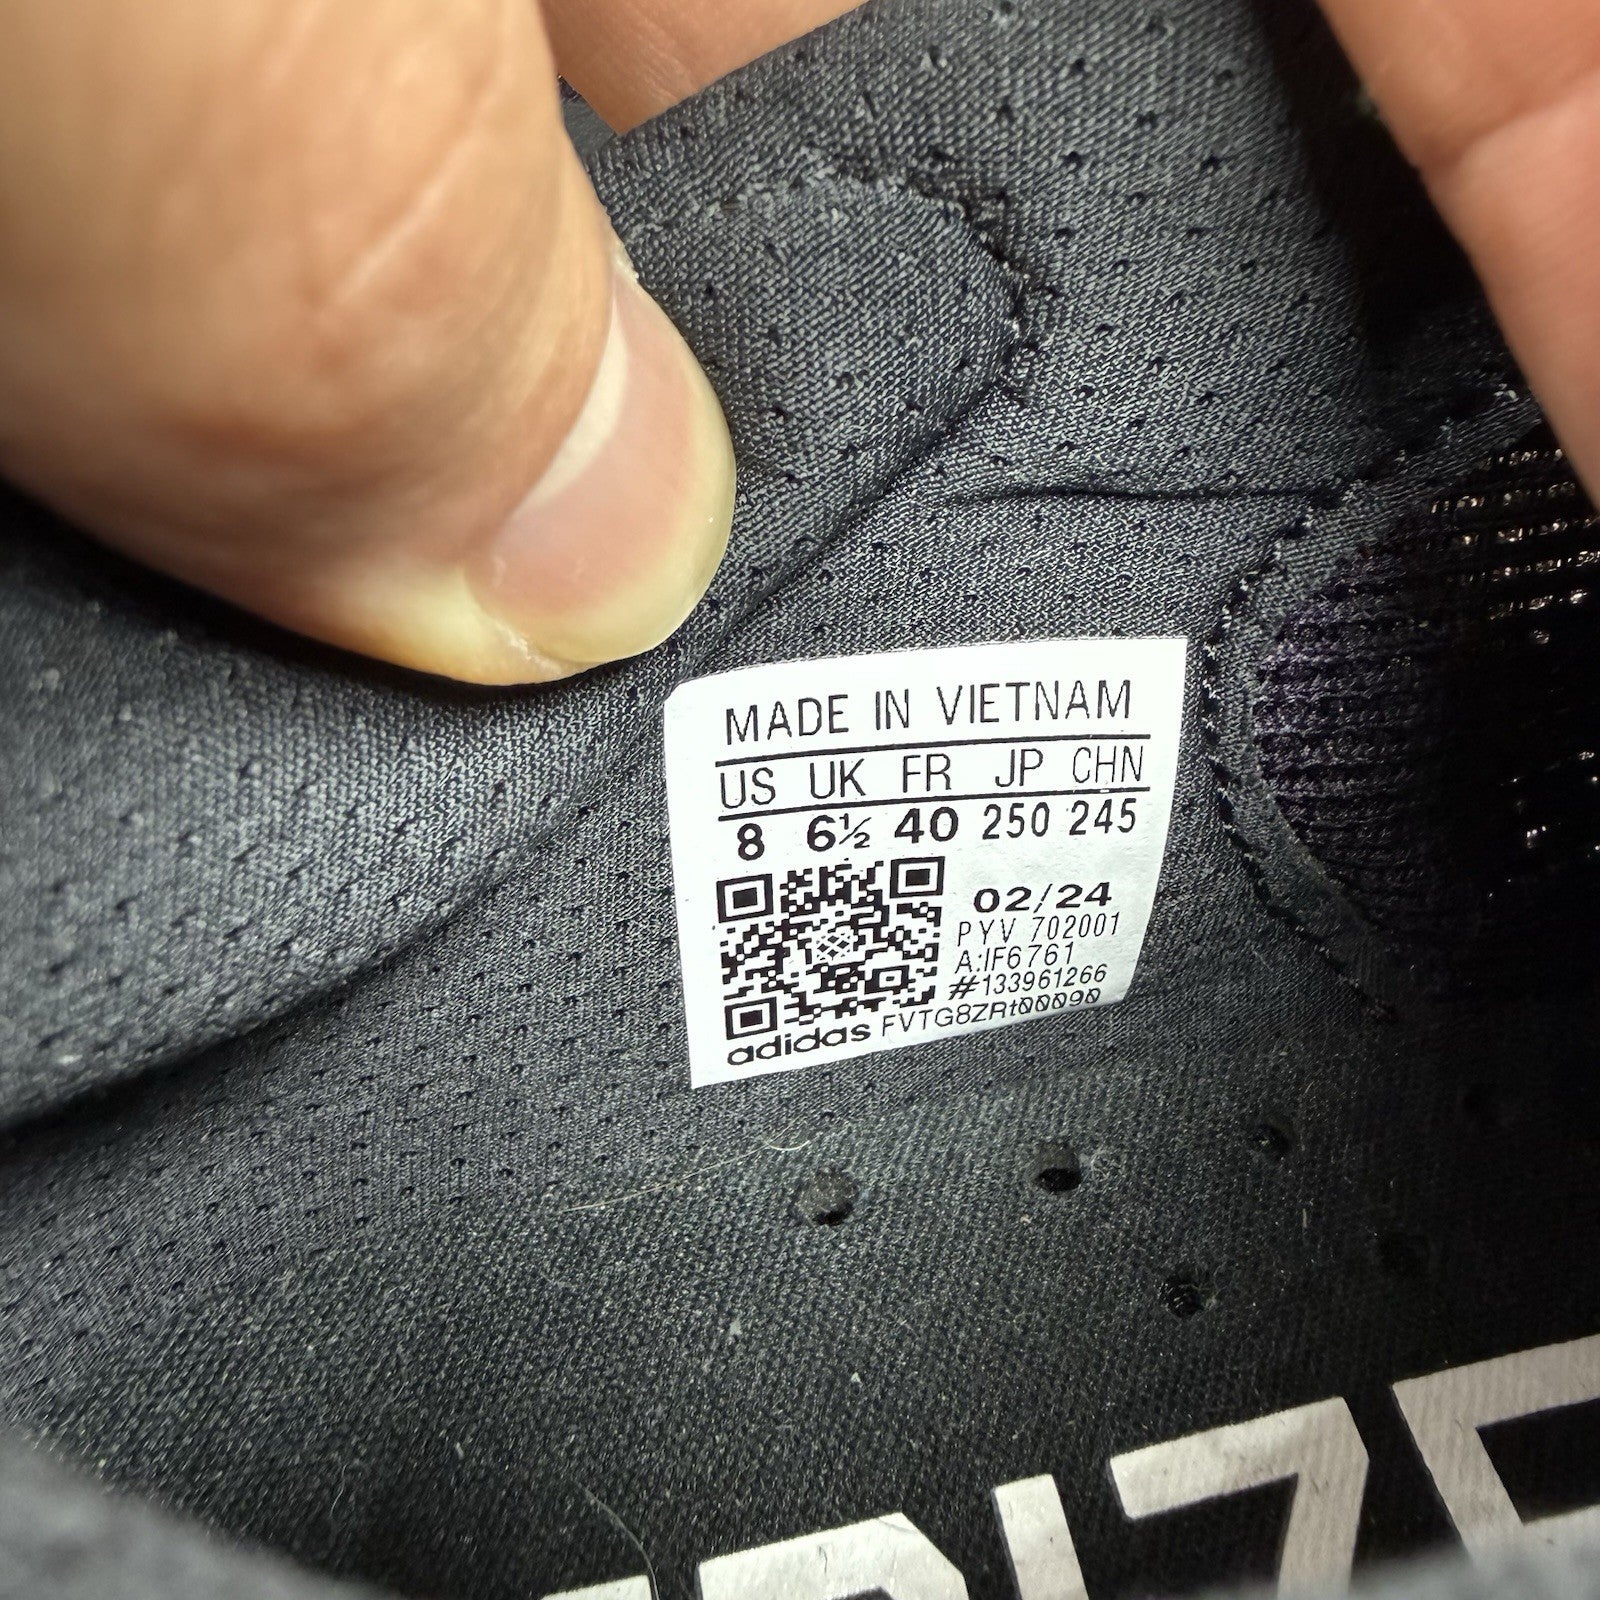 MADE IN VIETNAM
US UK FR JP CHN
8 6½ 40 250 245
02/24
PYV 702001
A:IF6761
#133961266
adidas FVTG8ZRt00090